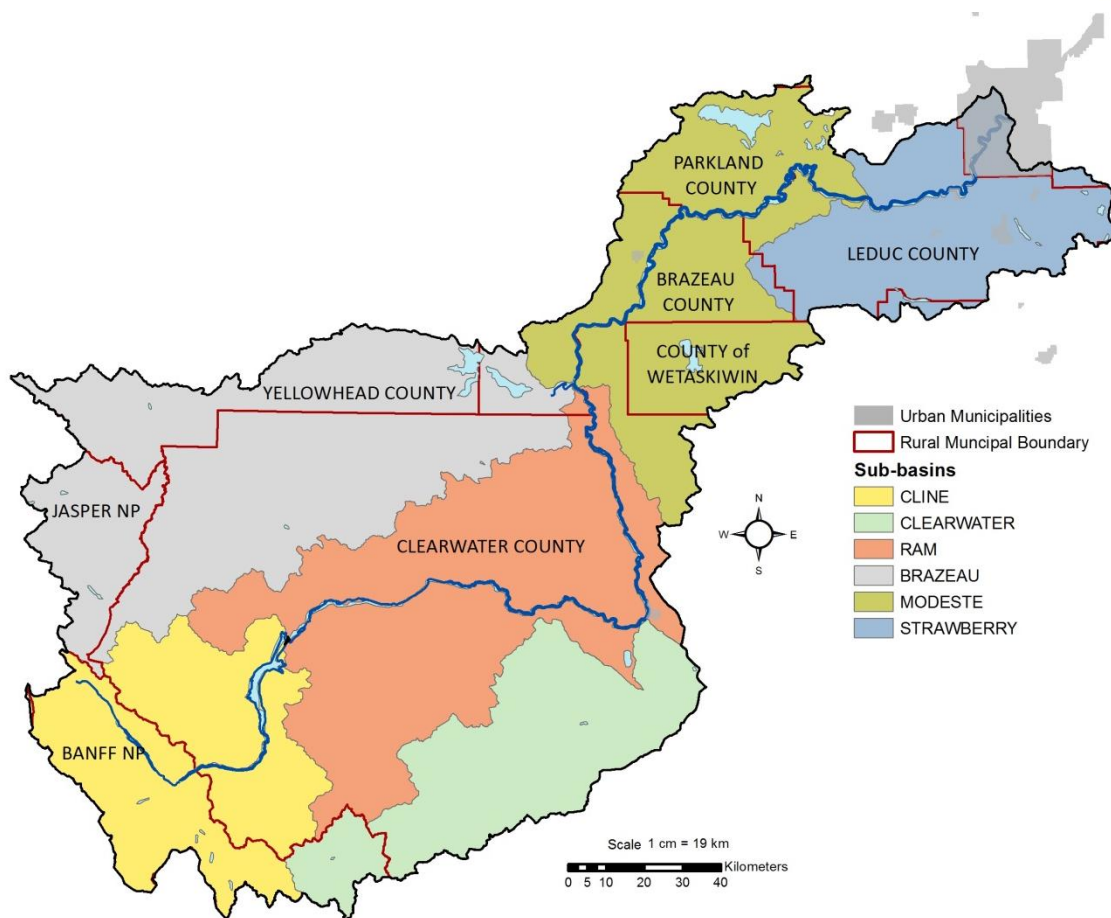 PARKLAND
COUNTY
LEDUC COUNTY
BRAZEAU
COUNTY
COUNTY of
WETASKIWIN
YELLOWHEAD COUNTY
JASPER NP
CLEARWATER COUNTY
BANFF NP
Urban Municipalities
Rural Muncipal Boundary
Sub-basins
CLINE
CLEARWATER
RAM
BRAZEAU
MODESTE
STRAWBERRY
N
W E
S
Scale 1 cm = 19 km
Kilometers
0 5 10 20 30 40